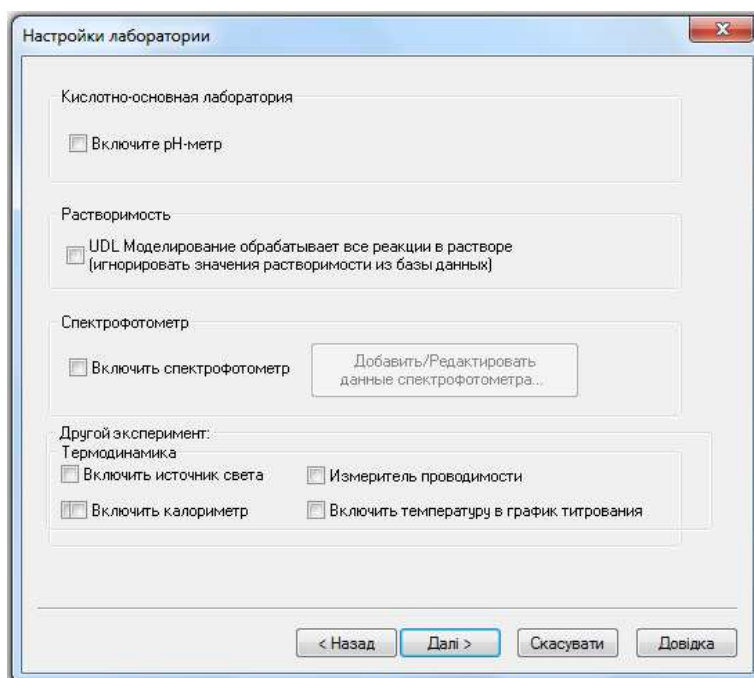 Настройки лаборатории
Кислотно-основная лаборатория
Включите pH-метр
Растворимость
UDL Моделирование обрабатывает все реакции в растворе
(игнорировать значения растворимости из базы данных)
Спектрофотометр
Включить спектрофотометр
Добавить/Редактировать
данные спектрофотометра...
Другой эксперимент:
Термодинамика
Включить источник света
Измеритель проводимости
Включить калориметр
Включить температуру в график титрования
< Назад
Далі >
Скасувати
Довідка